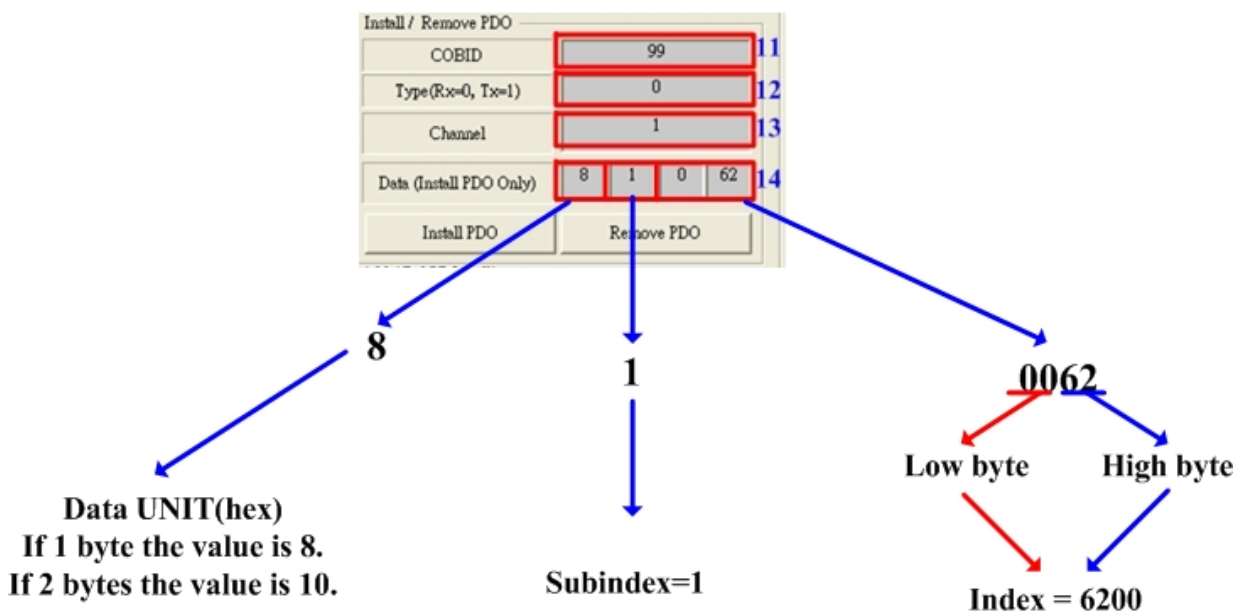 Install / Remove PDO
COBID 99 11
Type(Rx=0, Tx=1) 0 12
Channel 1 13
Data (Install PDO Only) 8 1 0 62 14
Install PDO Remove PDO
8
1
0062
Low byte High byte
Data UNIT(hex)
If 1 byte the value is 8.
If 2 bytes the value is 10.
Subindex=1
Index = 6200